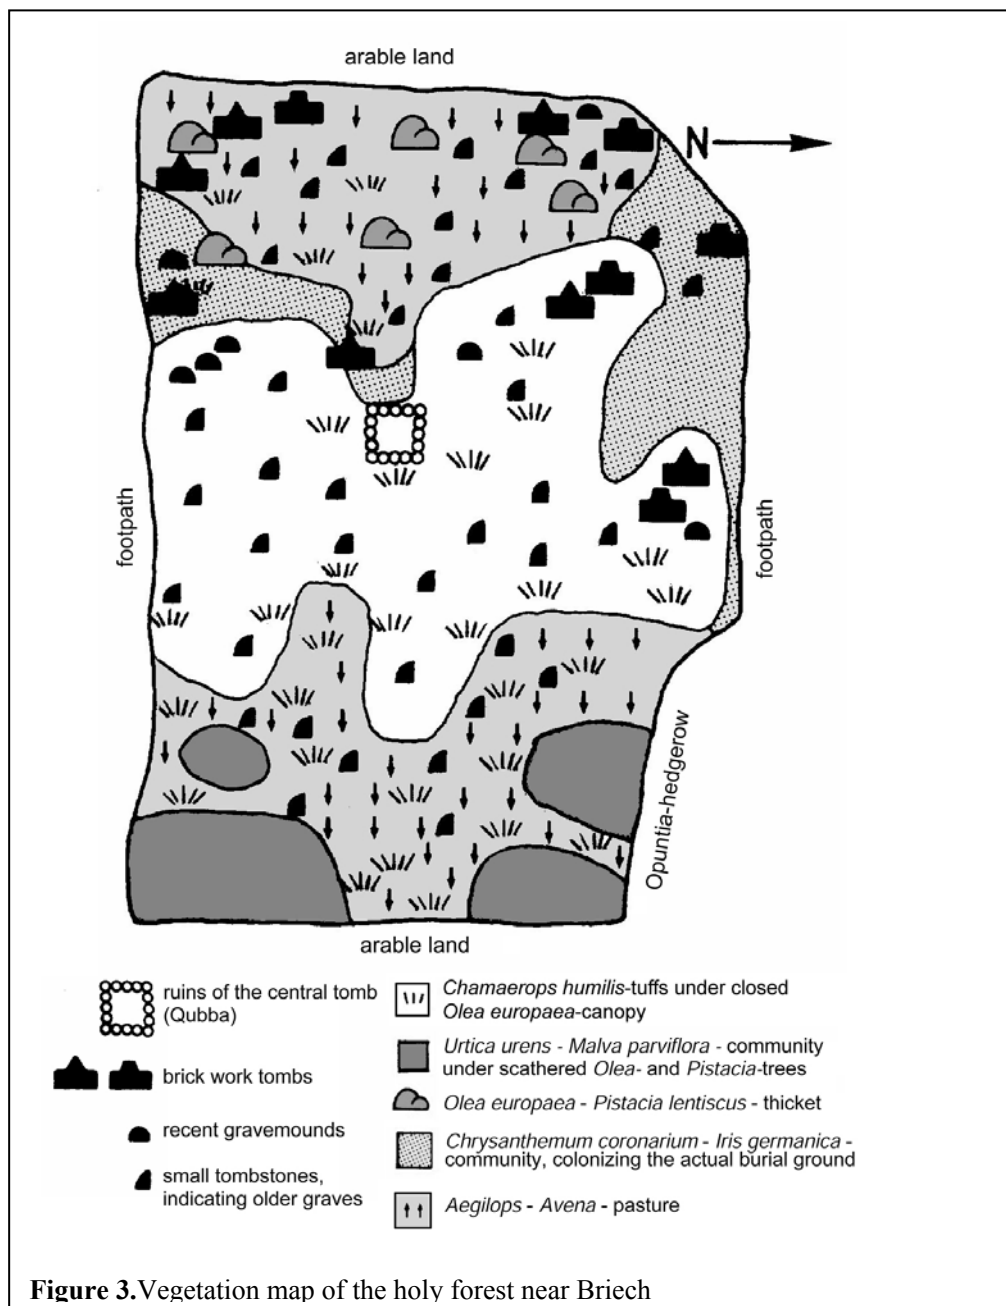 arable land
N
footpath
footpath
Opuntia-hedgerow
arable land
ruins of the central tomb
(Qubba)
brick work tombs
recent gravemounds
small tombstones,
indicating older graves
Chamaerops humilis-tuffs under closed
Olea europaea-canopy
Urtica urens - Malva parviflora - community
under scathered Olea- and Pistacia-trees
Olea europaea - Pistacia lentiscus - thicket
Chrysanthemum coronarium - Iris germanica -
community, colonizing the actual burial ground
Aegilops - Avena - pasture
Figure 3.Vegetation map of the holy forest near Briech